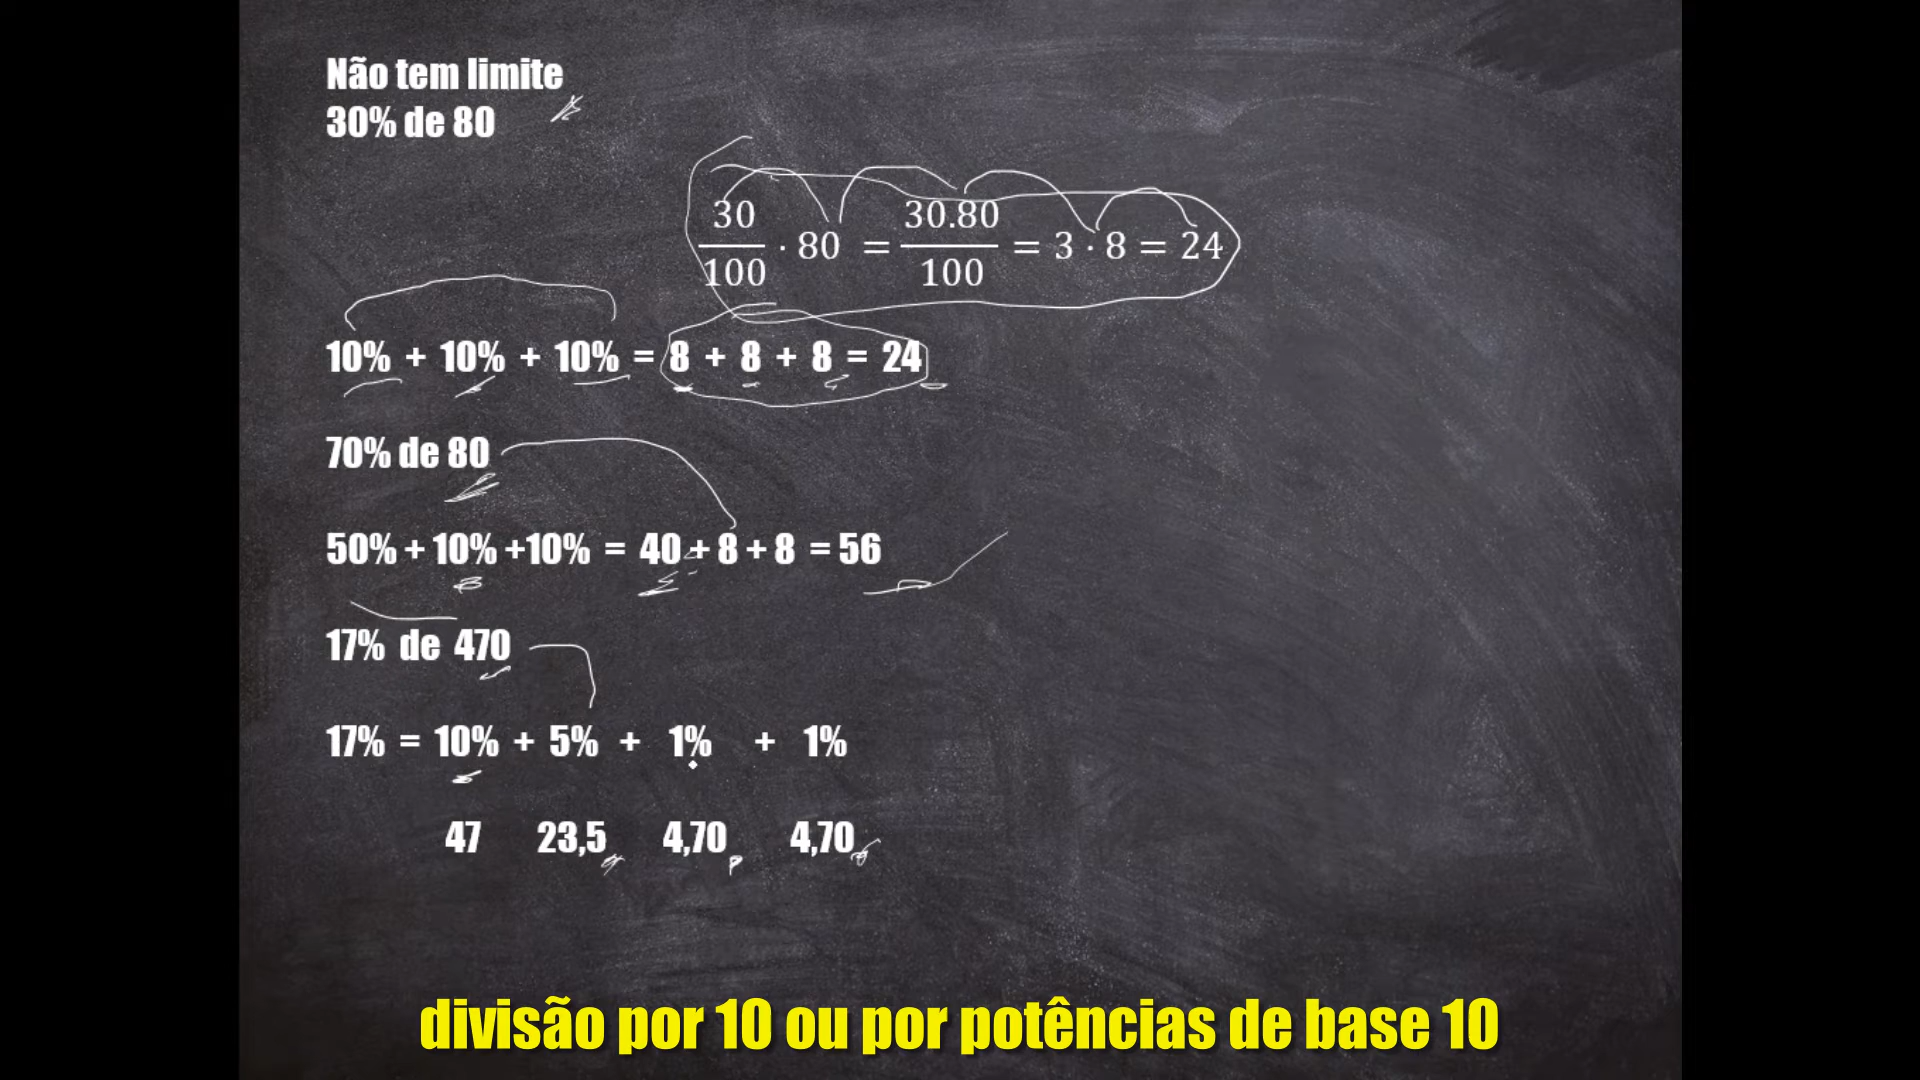 Não tem limite
30% de 80
30/100 · 80 = 30.80/100 = 3 · 8 = 24
10% + 10% + 10% = 8 + 8 + 8 = 24
70% de 80
50% + 10% +10% = 40 + 8 + 8 = 56
17% de 470
17% = 10% + 5% + 1% + 1%
47 23,5 4,70 4,70
divisão por 10 ou por potências de base 10